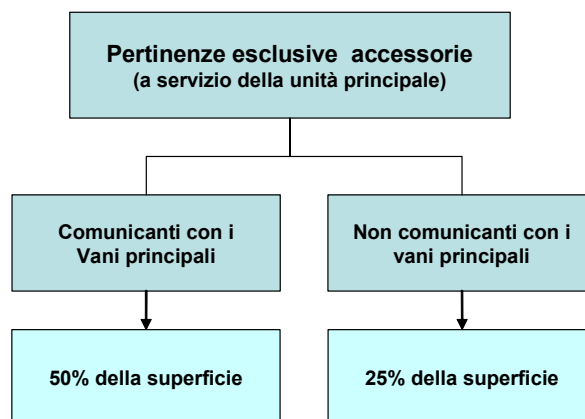 Pertinenze esclusive accessorie
(a servizio della unità principale)
Comunicanti con i
Vani principali
Non comunicanti con i
vani principali
50% della superficie
25% della superficie